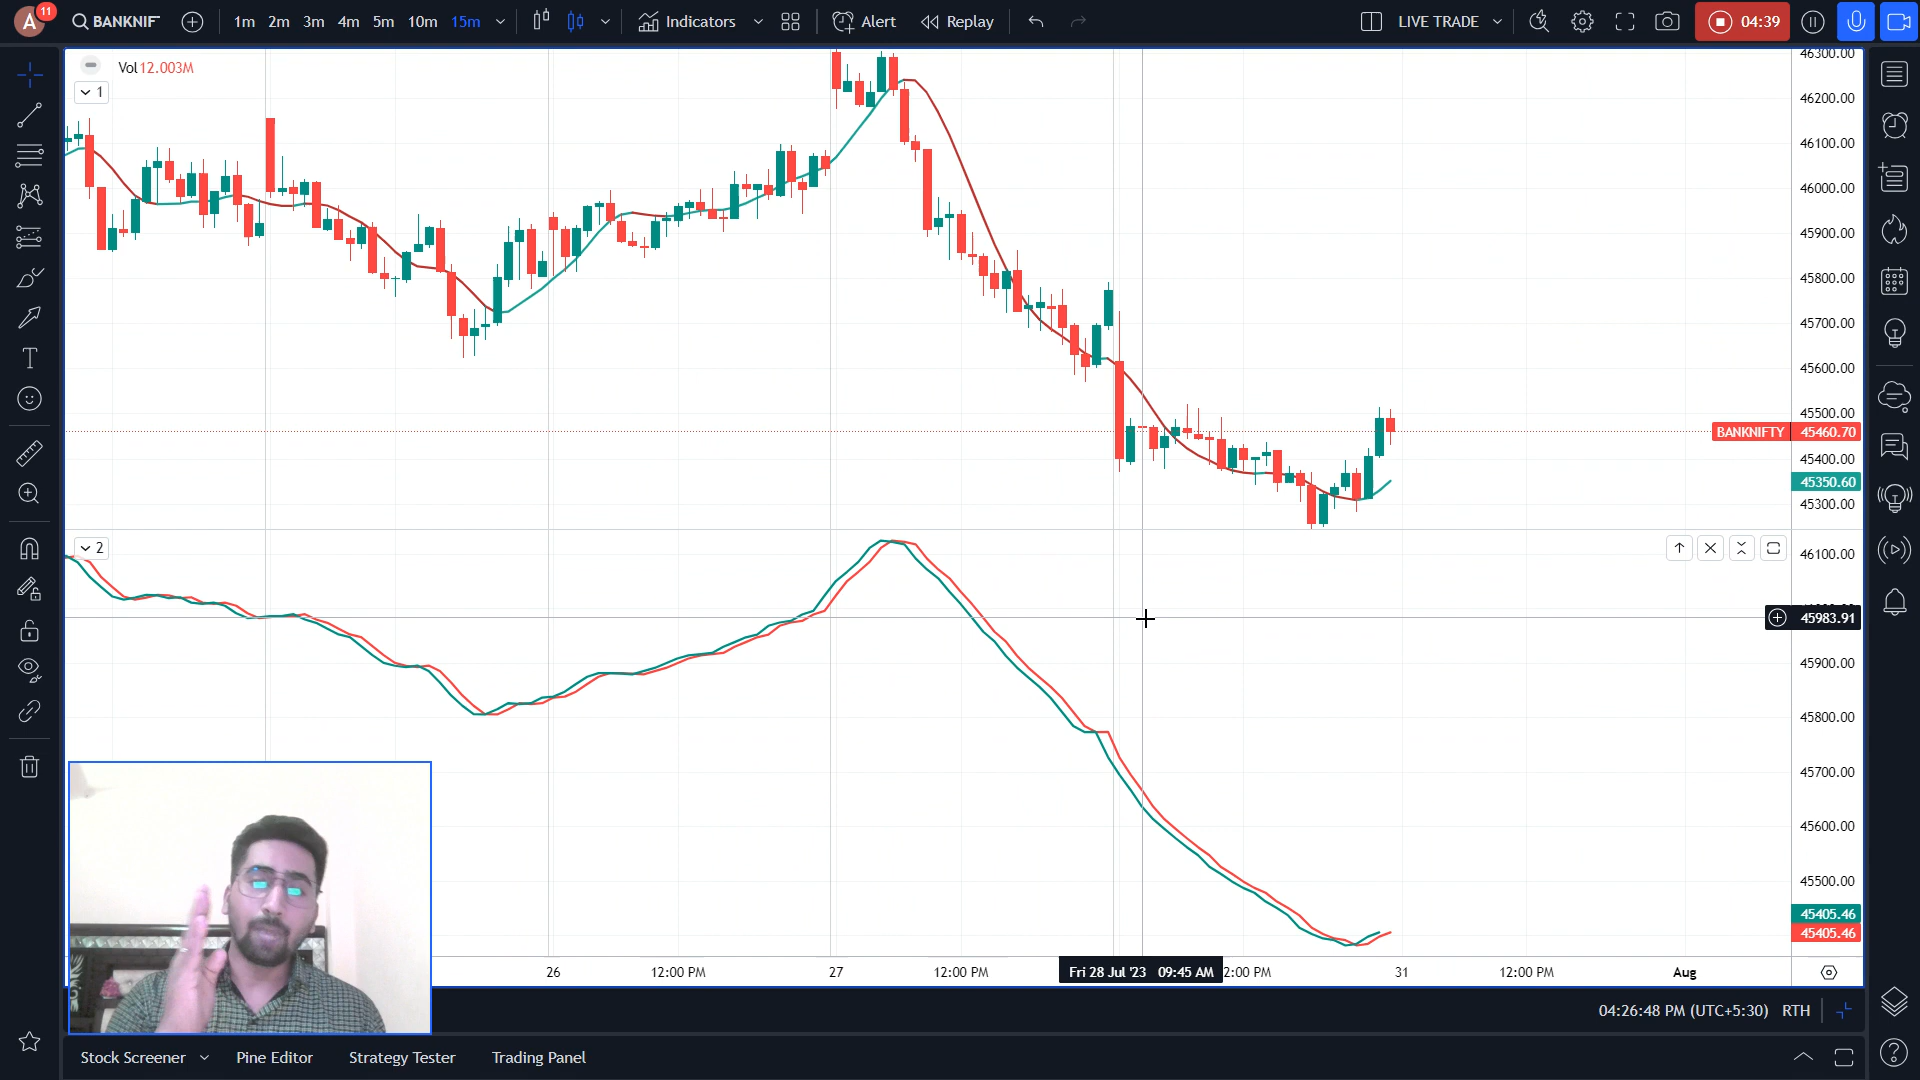 A
11
BANKNIF
1m 2m 3m 4m 5m 10m 15m
Indicators
Alert
Replay
LIVE TRADE
04:39
Vol 12.003M
1
46300.00
46200.00
46100.00
46000.00
45900.00
45800.00
45700.00
45600.00
45500.00
BANKNIFTY 45460.70
45400.00
45350.60
45300.00
2
46100.00
45983.91
45900.00
45800.00
45700.00
45600.00
45500.00
45405.46
45405.46
26 12:00 PM 27 12:00 PM Fri 28 Jul '23 09:45 AM 2:00 PM 31 12:00 PM Aug
04:26:48 PM (UTC+5:30) RTH
Stock Screener Pine Editor Strategy Tester Trading Panel